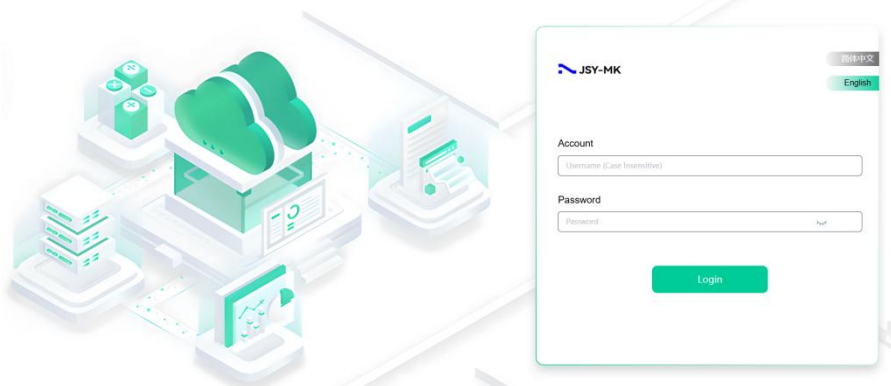 JSY-MK
简体中文
English
Account
Username (Case Insensitive)
Password
Password
Login